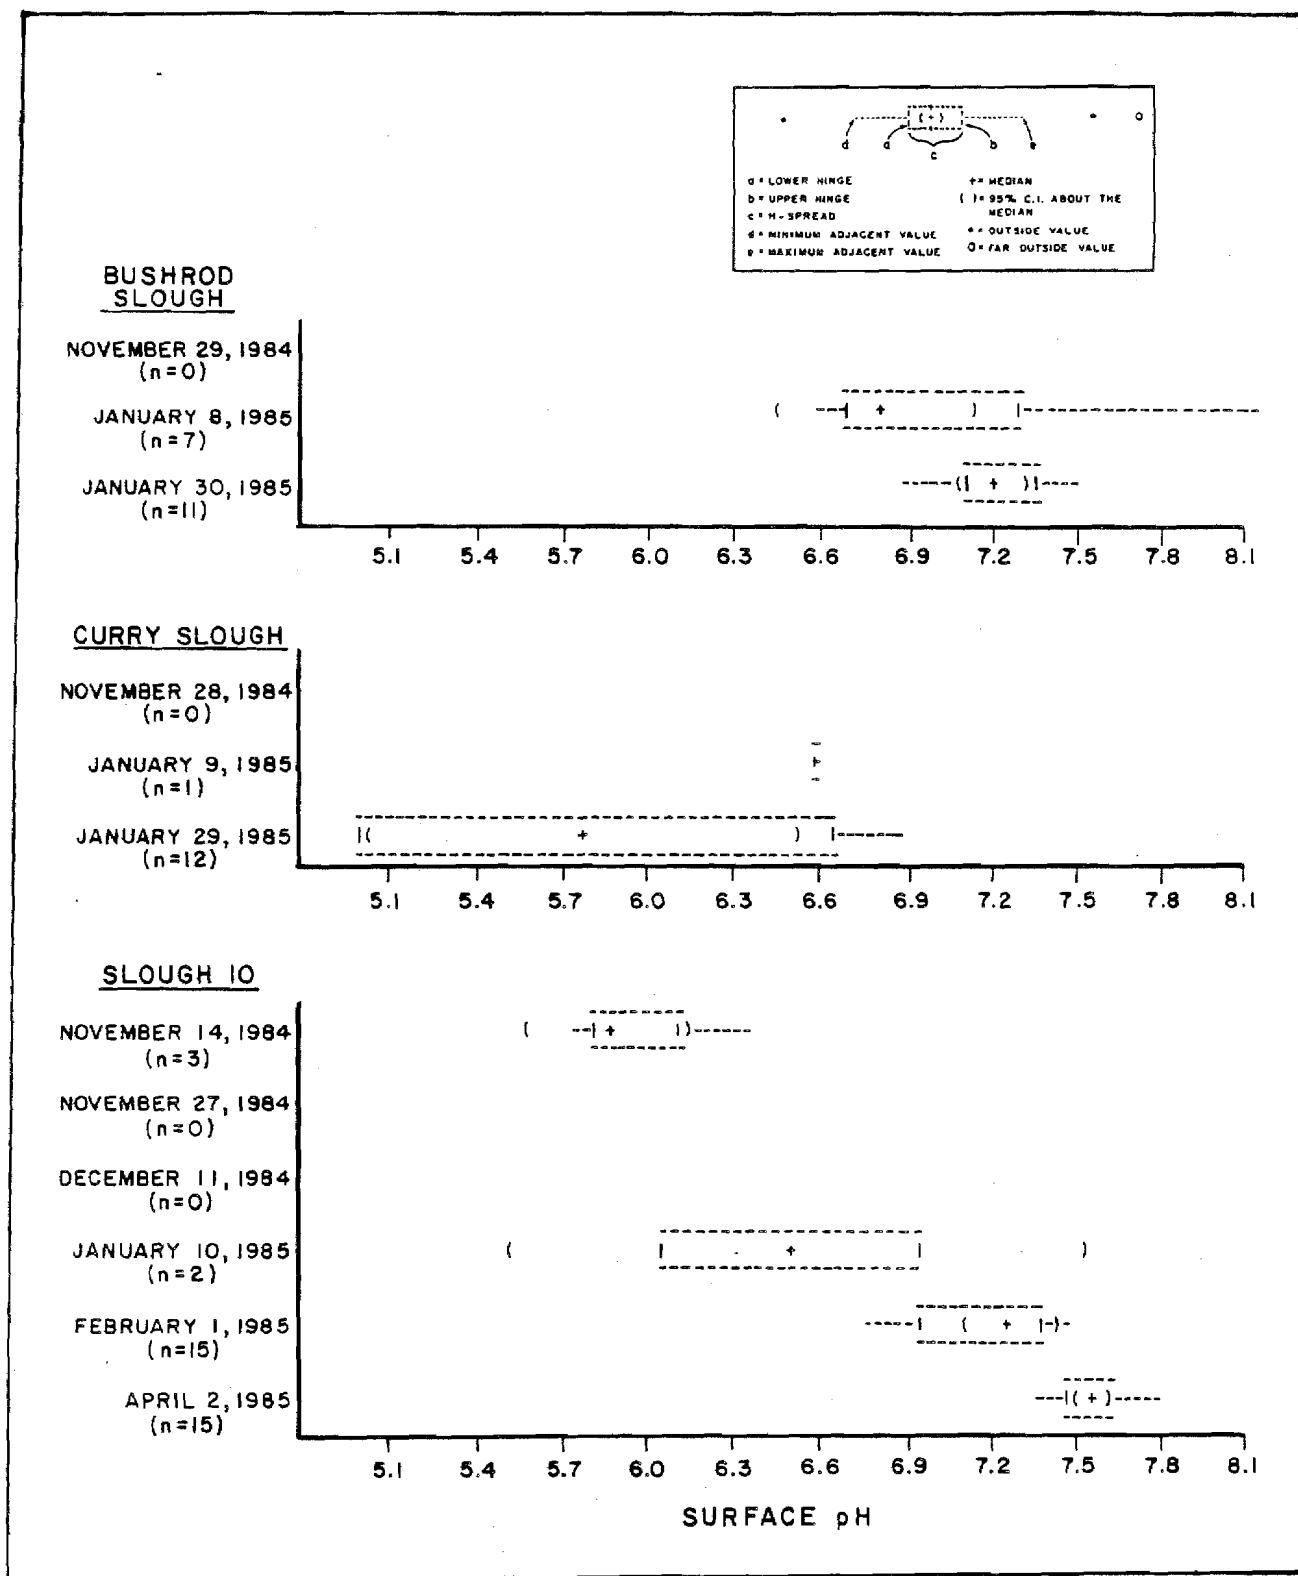 d a c b e
a = LOWER HINGE
b = UPPER HINGE
c = H-SPREAD
d = MINIMUM ADJACENT VALUE
e = MAXIMUM ADJACENT VALUE
+ = MEDIAN
( ) = 95% C.I. ABOUT THE
MEDIAN
* = OUTSIDE VALUE
O = FAR OUTSIDE VALUE
BUSHROD
SLOUGH
NOVEMBER 29, 1984
(n=0)
JANUARY 8, 1985
(n=7)
JANUARY 30, 1985
(n=11)
5.1 5.4 5.7 6.0 6.3 6.6 6.9 7.2 7.5 7.8 8.1
CURRY SLOUGH
NOVEMBER 28, 1984
(n=0)
JANUARY 9, 1985
(n=1)
JANUARY 29, 1985
(n=12)
5.1 5.4 5.7 6.0 6.3 6.6 6.9 7.2 7.5 7.8 8.1
SLOUGH 10
NOVEMBER 14, 1984
(n=3)
NOVEMBER 27, 1984
(n=0)
DECEMBER 11, 1984
(n=0)
JANUARY 10, 1985
(n=2)
FEBRUARY 1, 1985
(n=15)
APRIL 2, 1985
(n=15)
5.1 5.4 5.7 6.0 6.3 6.6 6.9 7.2 7.5 7.8 8.1
SURFACE pH